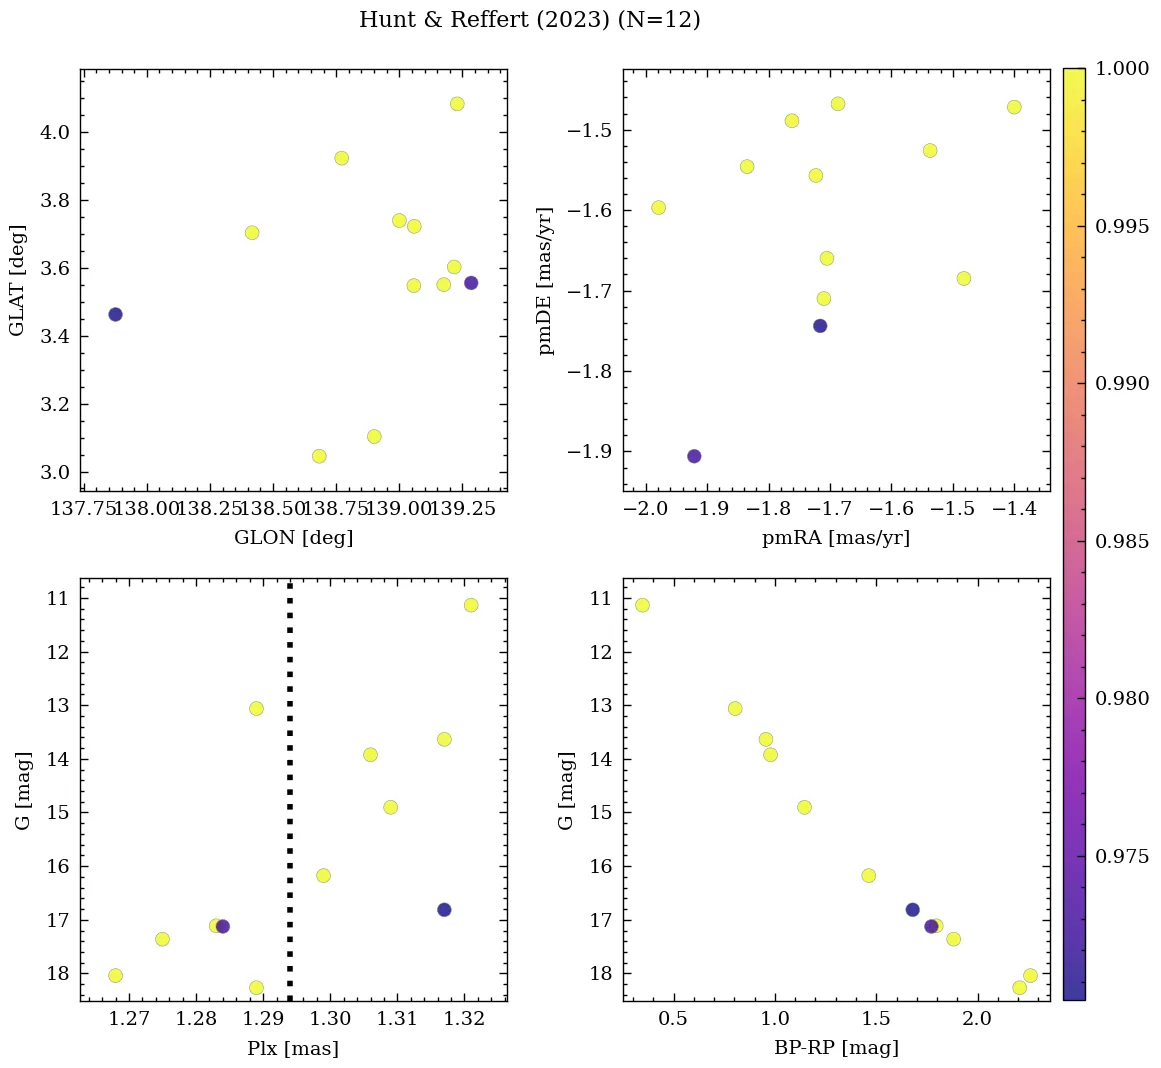 Hunt & Reffert (2023) (N=12)
4.0
3.8
3.6
3.4
3.2
3.0
GLAT [deg]
137.75 138.00 138.25 138.50 138.75 139.00 139.25
GLON [deg]
−1.5
−1.6
−1.7
−1.8
−1.9
pmDE [mas/yr]
−2.0 −1.9 −1.8 −1.7 −1.6 −1.5 −1.4
pmRA [mas/yr]
1.000
0.995
0.990
0.985
0.980
0.975
11
12
13
14
15
16
17
18
G [mag]
1.27 1.28 1.29 1.30 1.31 1.32
Plx [mas]
11
12
13
14
15
16
17
18
G [mag]
0.5 1.0 1.5 2.0
BP-RP [mag]